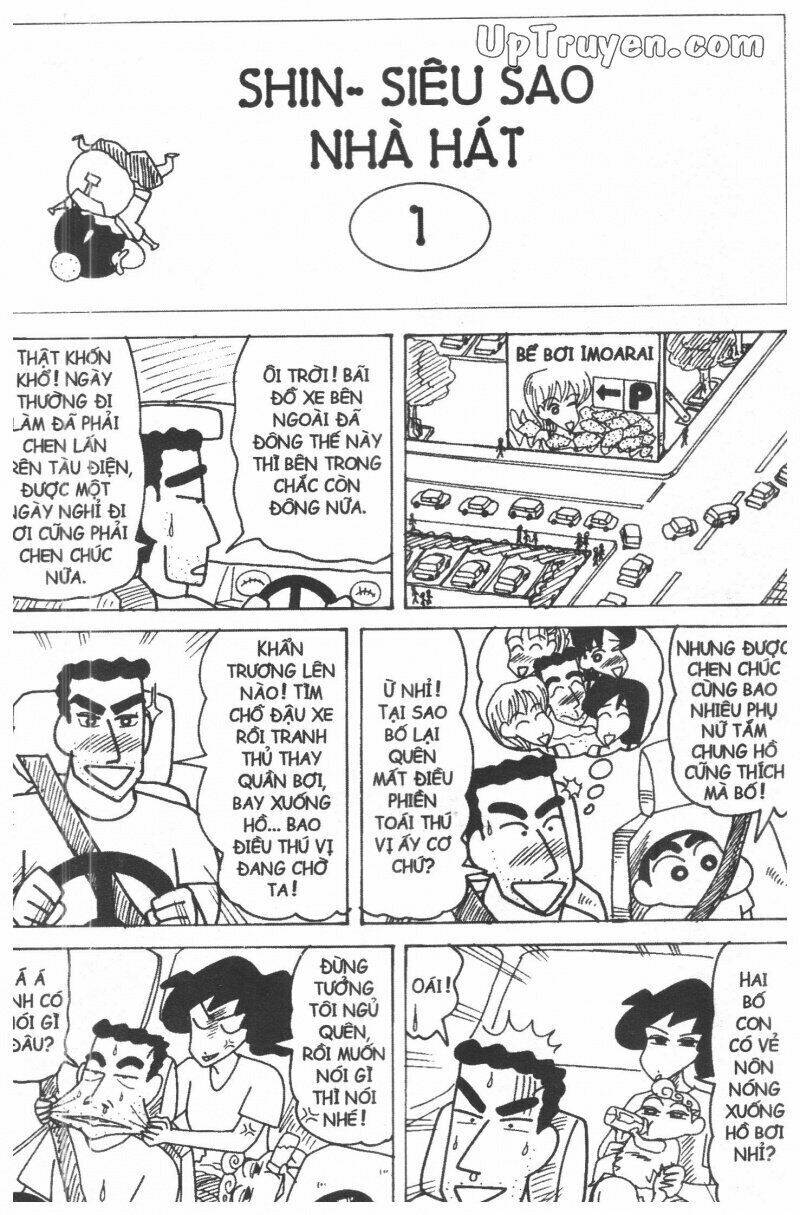 UpTruyen.com
SHIN- SIÊU SAO
NHÀ HÁT
1
THẬT KHỐN
KHỔ! NGÀY
THƯỜNG ĐI
LÀM ĐÃ PHẢI
CHEN LẤN
TRÊN TÀU ĐIỆN,
ĐƯỢC MỘT
NGÀY NGHỈ ĐI
CŨNG PHẢI
CHEN CHÚC
NỮA.
ÔI TRỜI! BÃI
ĐỖ XE BÊN
NGOÀI ĐÃ
ĐÔNG THẾ NÀY
THÌ BÊN TRONG
CHẮC CÒN
ĐÔNG NỮA.
BỂ BƠI IMOARAI
← P
KHẨN
TRƯƠNG LÊN
NÀO! TÌM
CHỖ ĐẬU XE
RỒI TRANH
THỦ THAY
QUẦN BƠI,
BAY XUỐNG
HỒ... BAO
ĐIỀU THÚ VỊ
ĐANG CHỜ
TA!
Ừ NHỈ!
TẠI SAO
BỐ LẠI
QUÊN
MẤT ĐIỀU
PHIỀN
TOÁI THÚ
VỊ ẤY CƠ
CHỨ?
NHƯNG ĐƯỢC
CHEN CHÚC
CÙNG BAO
NHIÊU PHỤ
NỮ TẮM
CHUNG HỒ
CŨNG THÍCH
MÀ BỐ!
Á Á
CÓ
GÌ
ĐÂU?
ĐỪNG
TƯỞNG
TÔI NGỦ
QUÊN,
RỒI MUỐN
NÓI GÌ
THÌ NÓI
NHÉ!
OÁI!
HAI
BỐ
CON
CÓ VẺ
NÔN
NÓNG
XUỐNG
HỒ BƠI
NHỈ?